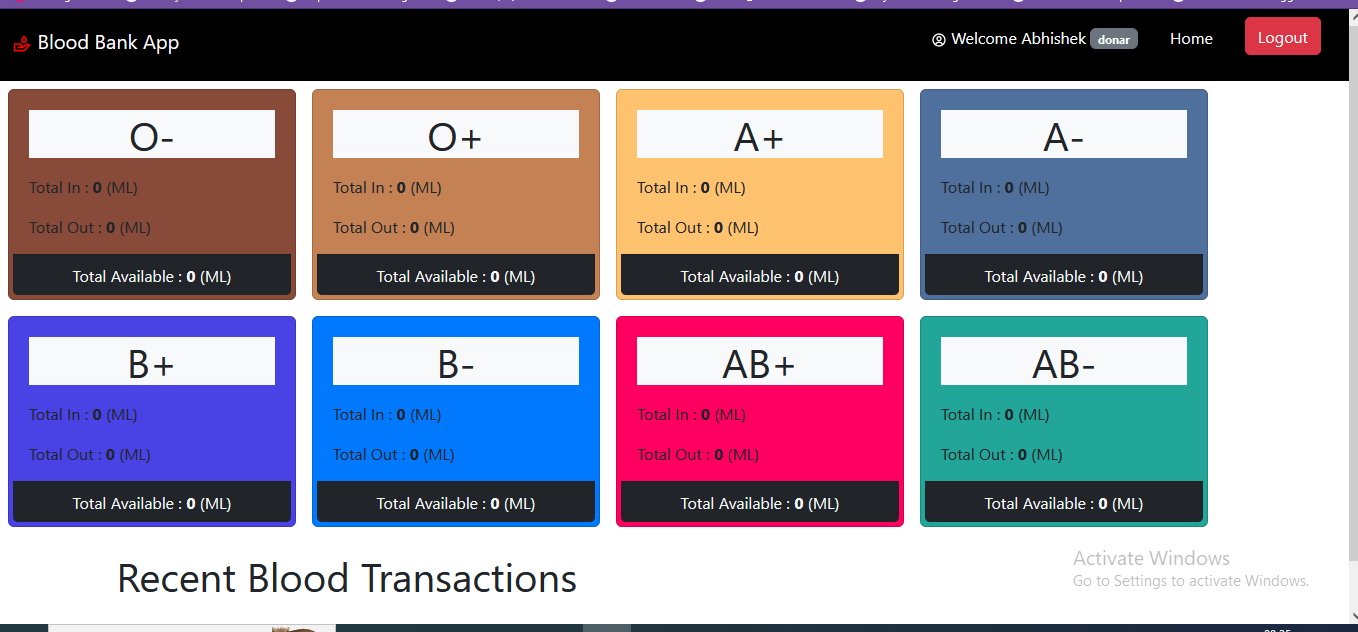 Blood Bank App
Welcome Abhishek donar Home Logout
O- O+ A+ A-
Total In : 0 (ML) Total In : 0 (ML) Total In : 0 (ML) Total In : 0 (ML)
Total Out : 0 (ML) Total Out : 0 (ML) Total Out : 0 (ML) Total Out : 0 (ML)
Total Available : 0 (ML) Total Available : 0 (ML) Total Available : 0 (ML) Total Available : 0 (ML)
B+ B- AB+ AB-
Total In : 0 (ML) Total In : 0 (ML) Total In : 0 (ML) Total In : 0 (ML)
Total Out : 0 (ML) Total Out : 0 (ML) Total Out : 0 (ML) Total Out : 0 (ML)
Total Available : 0 (ML) Total Available : 0 (ML) Total Available : 0 (ML) Total Available : 0 (ML)
Recent Blood Transactions
Activate Windows
Go to Settings to activate Windows.